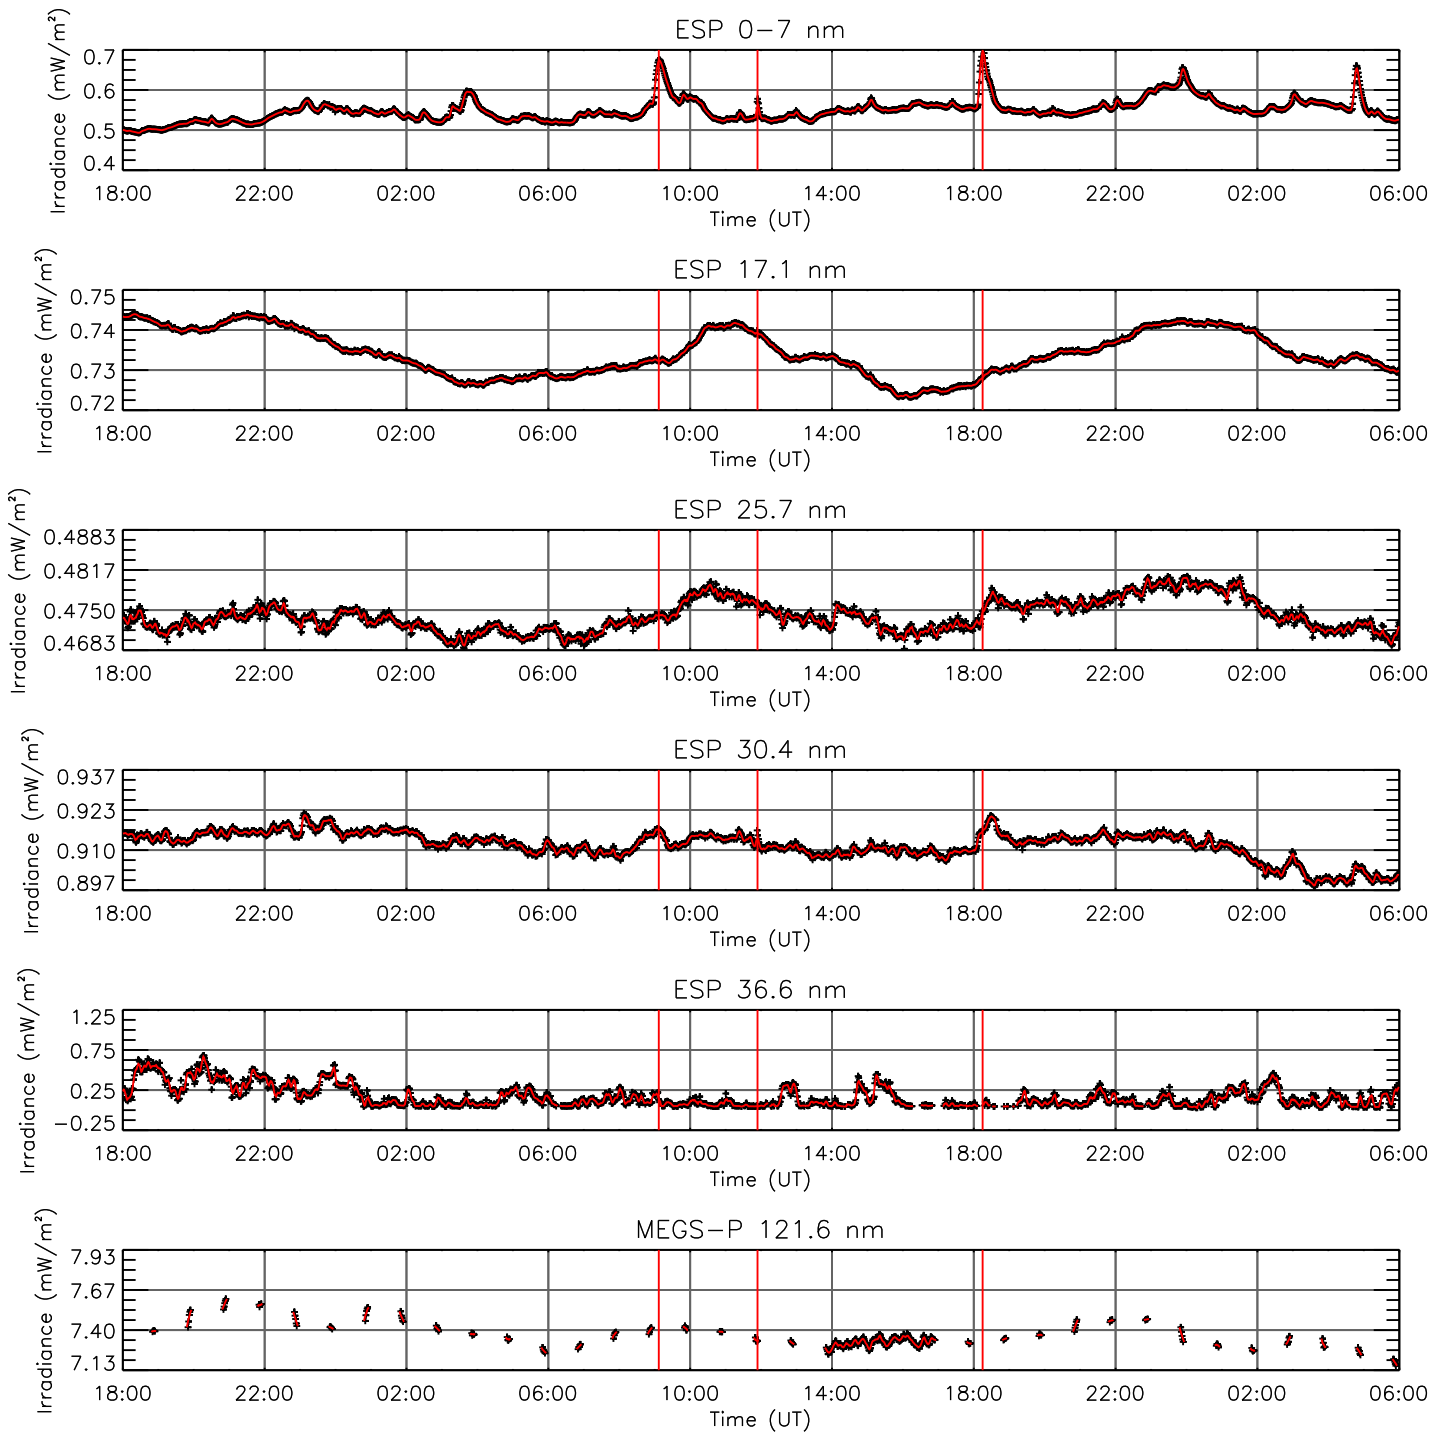 ESP 0-7 nm
Irradiance (mW/m²)
0.7
0.6
0.5
0.4
18:00 22:00 02:00 06:00 10:00 14:00 18:00 22:00 02:00 06:00
Time (UT)
ESP 17.1 nm
Irradiance (mW/m²)
0.75
0.74
0.73
0.72
18:00 22:00 02:00 06:00 10:00 14:00 18:00 22:00 02:00 06:00
Time (UT)
ESP 25.7 nm
Irradiance (mW/m²)
0.4883
0.4817
0.4750
0.4683
18:00 22:00 02:00 06:00 10:00 14:00 18:00 22:00 02:00 06:00
Time (UT)
ESP 30.4 nm
Irradiance (mW/m²)
0.937
0.923
0.910
0.897
18:00 22:00 02:00 06:00 10:00 14:00 18:00 22:00 02:00 06:00
Time (UT)
ESP 36.6 nm
Irradiance (mW/m²)
1.25
0.75
0.25
-0.25
18:00 22:00 02:00 06:00 10:00 14:00 18:00 22:00 02:00 06:00
Time (UT)
MEGS-P 121.6 nm
Irradiance (mW/m²)
7.93
7.67
7.40
7.13
18:00 22:00 02:00 06:00 10:00 14:00 18:00 22:00 02:00 06:00
Time (UT)